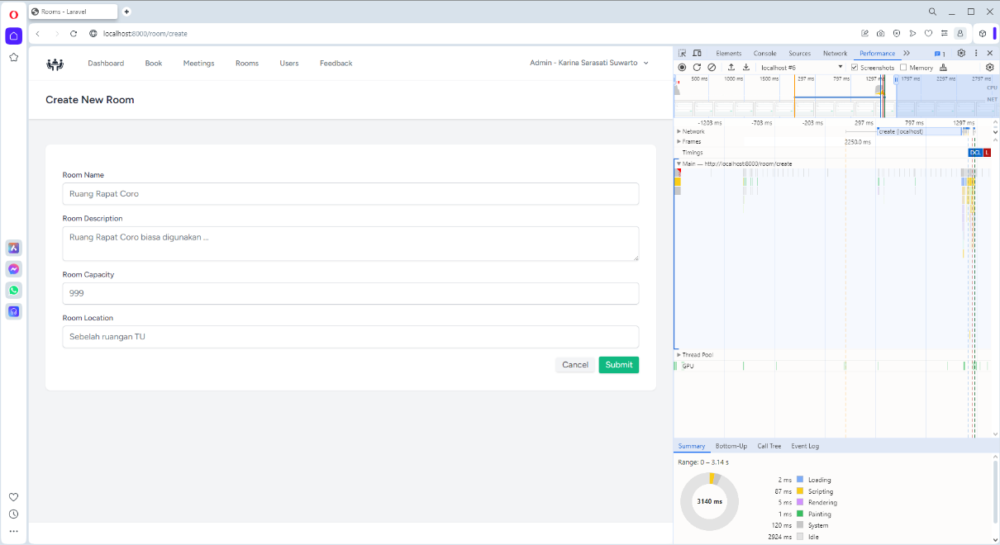 Rooms - Laravel
localhost:8000/room/create
Dashboard Book Meetings Rooms Users Feedback Admin - Karina Sarasati Suwarto
Create New Room
Room Name
Ruang Rapat Coro
Room Description
Ruang Rapat Coro biasa digunakan ...
Room Capacity
999
Room Location
Sebelah ruangan TU
Cancel Submit
Elements Console Sources Network Performance 1
localhost #6 Screenshots Memory
500 ms 1000 ms 1500 ms 297 ms 797 ms 1297 ms 1797 ms 2297 ms 2797 ms
CPU
NET
-1203 ms -703 ms -203 ms 297 ms 797 ms 1297 ms
Network create (localhost)
Frames 2250.0 ms
Timings DCL L
Main — http://localhost:8000/room/create
Thread Pool
GPU
Summary Bottom-Up Call Tree Event Log
Range: 0 – 3.14 s
3140 ms
2 ms Loading
87 ms Scripting
5 ms Rendering
1 ms Painting
120 ms System
2924 ms Idle